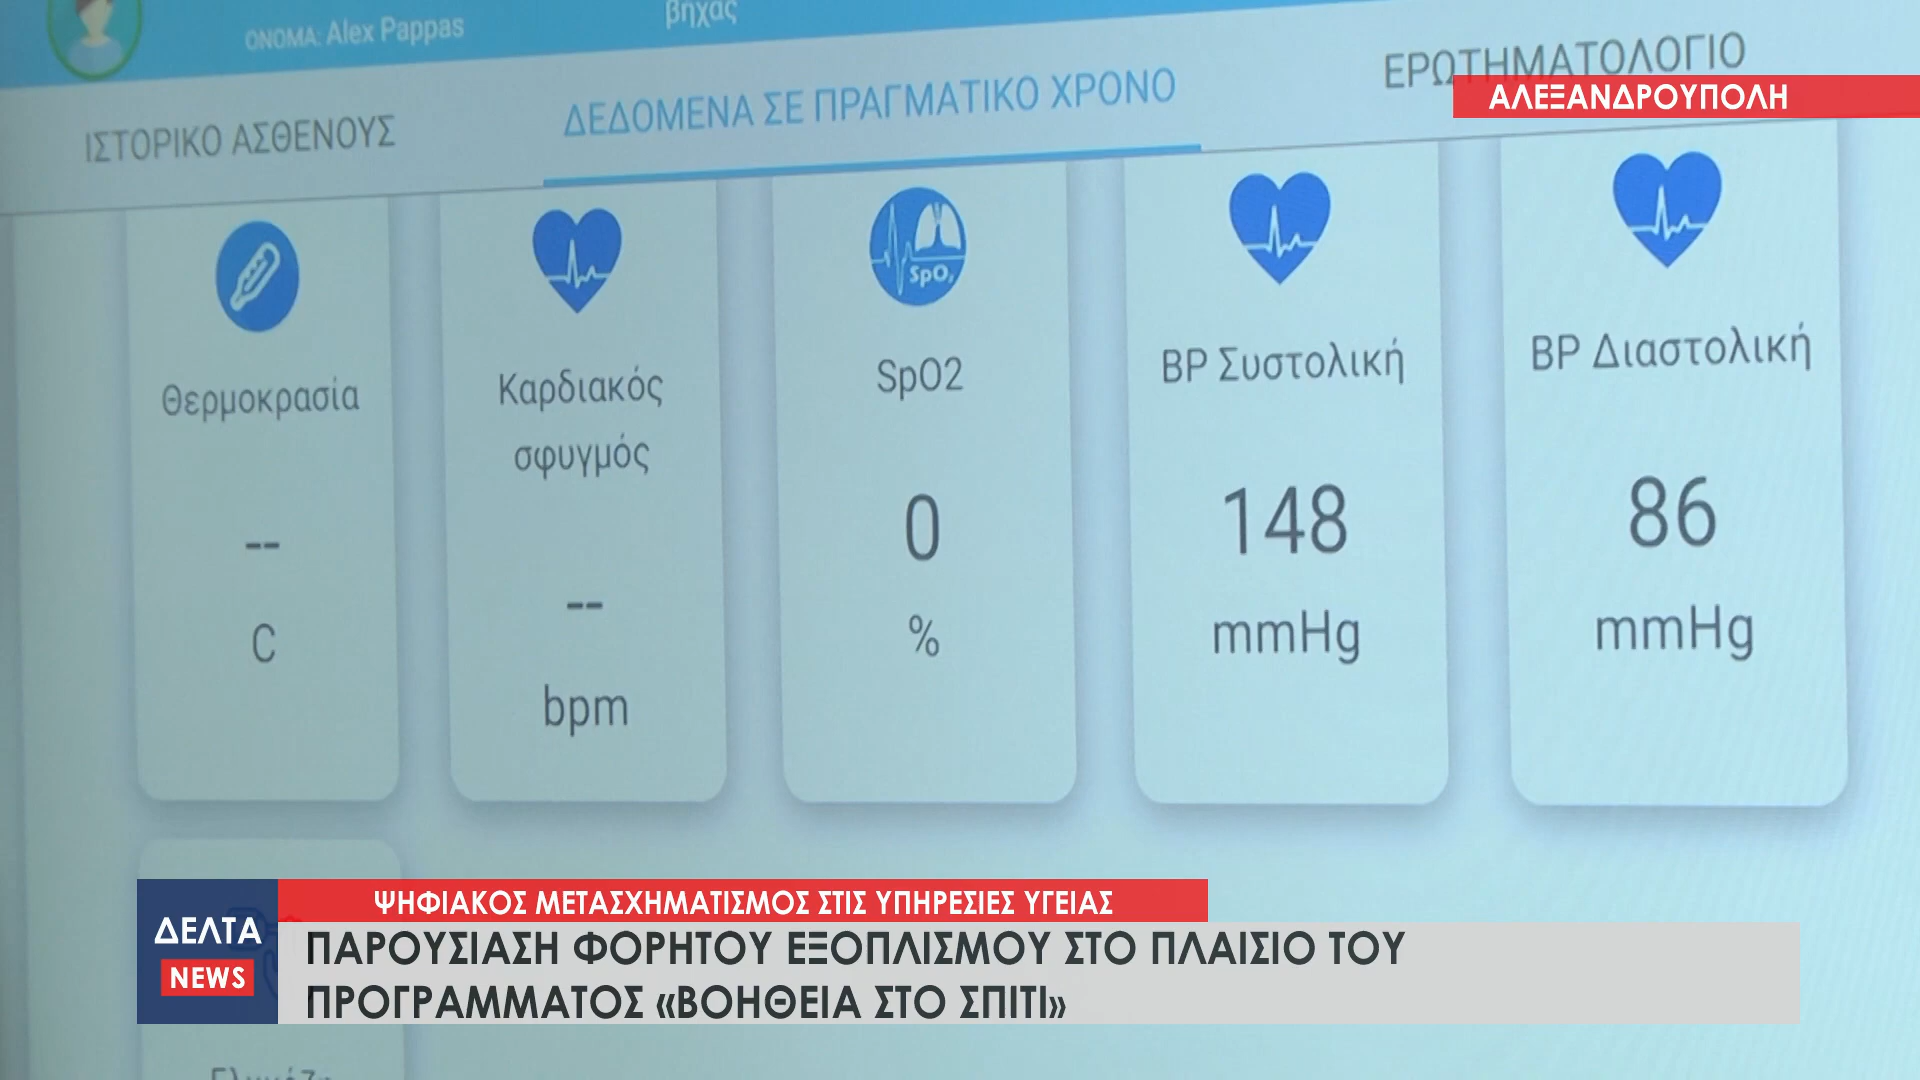 ΟΝΟΜΑ: Alex Pappas
βήχας
ΙΣΤΟΡΙΚΟ ΑΣΘΕΝΟΥΣ
ΔΕΔΟΜΕΝΑ ΣΕ ΠΡΑΓΜΑΤΙΚΟ ΧΡΟΝΟ
ΕΡΩΤΗΜΑΤΟΛΟΓΙΟ
ΑΛΕΞΑΝΔΡΟΥΠΟΛΗ
Θερμοκρασία
--
C
Καρδιακός
σφυγμός
--
bpm
SpO₂
SpO2
0
%
BP Συστολική
148
mmHg
BP Διαστολική
86
mmHg
ΨΗΦΙΑΚΟΣ ΜΕΤΑΣΧΗΜΑΤΙΣΜΟΣ ΣΤΙΣ ΥΠΗΡΕΣΙΕΣ ΥΓΕΙΑΣ
ΔΕΛΤΑ
NEWS
ΠΑΡΟΥΣΙΑΣΗ ΦΟΡΗΤΟΥ ΕΞΟΠΛΙΣΜΟΥ ΣΤΟ ΠΛΑΙΣΙΟ ΤΟΥ
ΠΡΟΓΡΑΜΜΑΤΟΣ «ΒΟΗΘΕΙΑ ΣΤΟ ΣΠΙΤΙ»